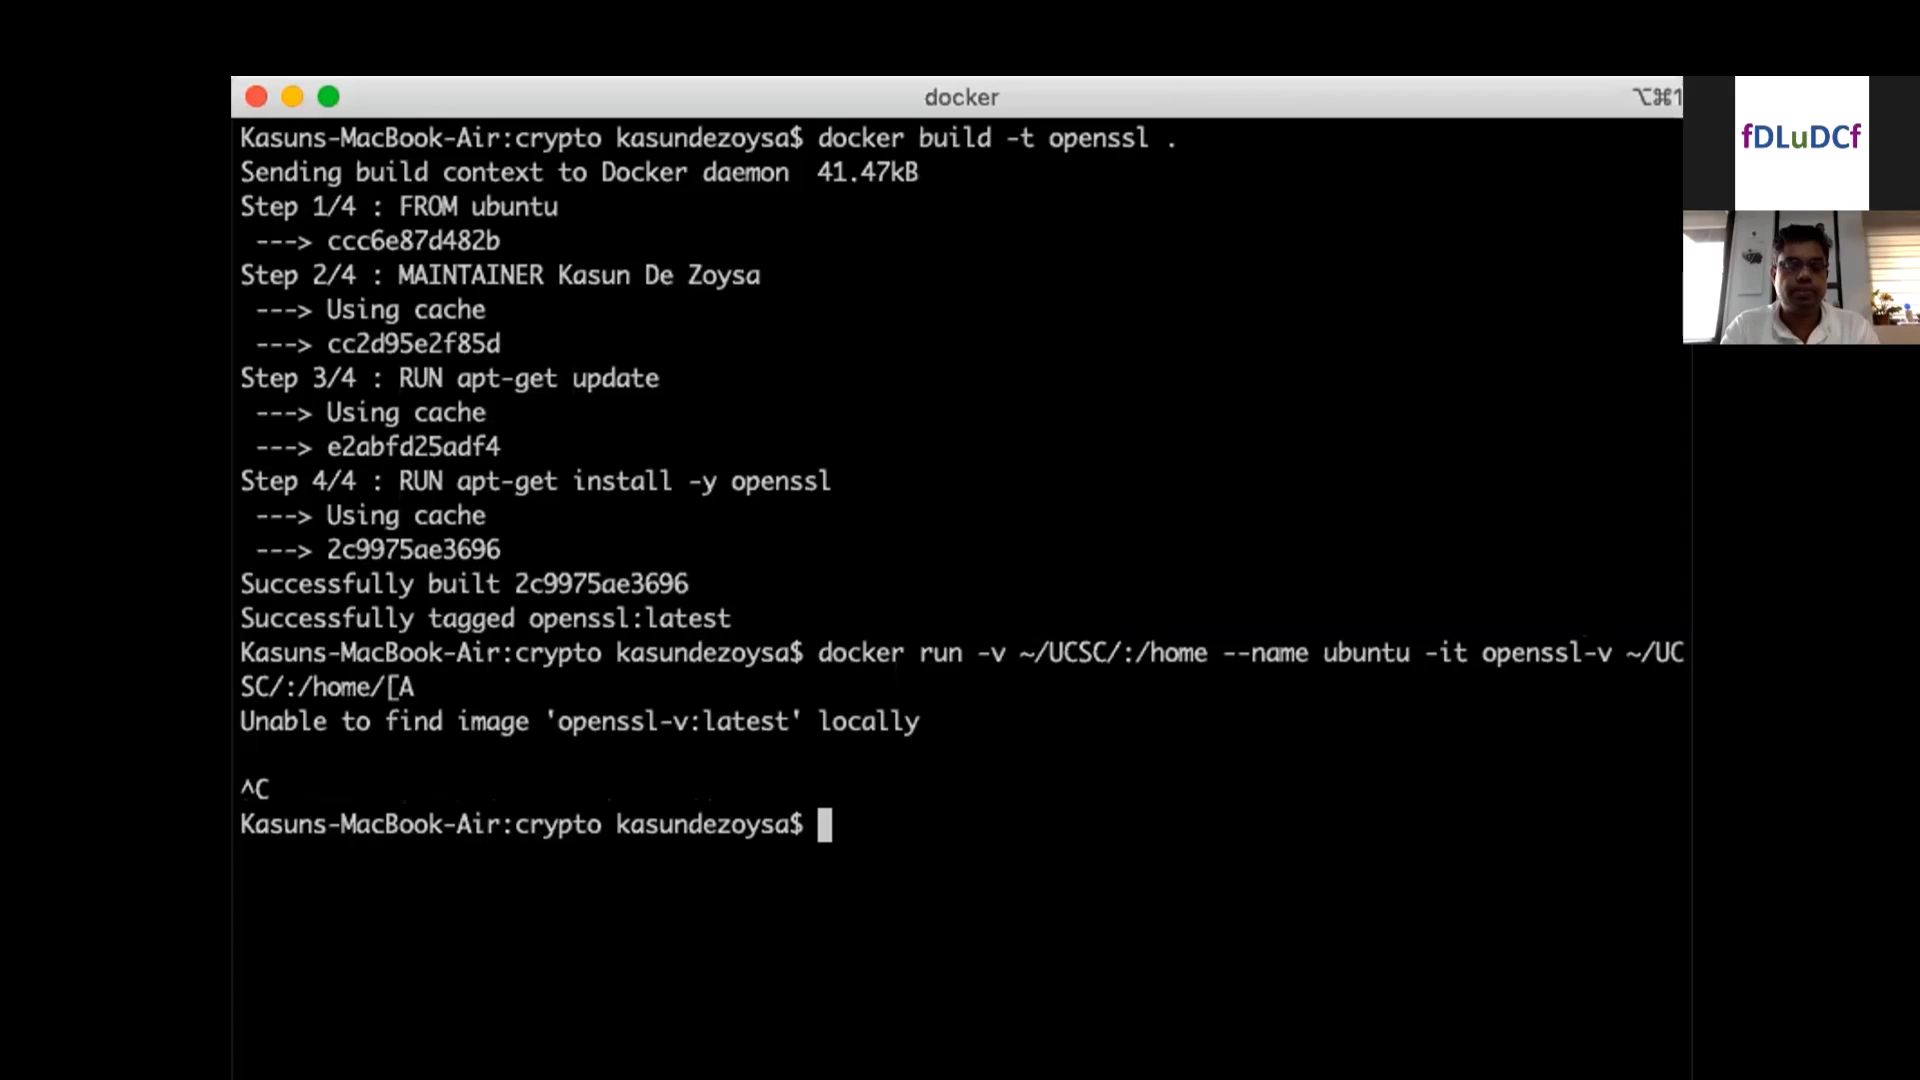 docker
⌥⌘1
Kasuns-MacBook-Air:crypto kasundezoysa$ docker build -t openssl .
Sending build context to Docker daemon  41.47kB
Step 1/4 : FROM ubuntu
 ---> ccc6e87d482b
Step 2/4 : MAINTAINER Kasun De Zoysa
 ---> Using cache
 ---> cc2d95e2f85d
Step 3/4 : RUN apt-get update
 ---> Using cache
 ---> e2abfd25adf4
Step 4/4 : RUN apt-get install -y openssl
 ---> Using cache
 ---> 2c9975ae3696
Successfully built 2c9975ae3696
Successfully tagged openssl:latest
Kasuns-MacBook-Air:crypto kasundezoysa$ docker run -v ~/UCSC/:/home --name ubuntu -it openssl-v ~/UC
SC/:/home/[A
Unable to find image 'openssl-v:latest' locally
^C
Kasuns-MacBook-Air:crypto kasundezoysa$
fDLuDCf